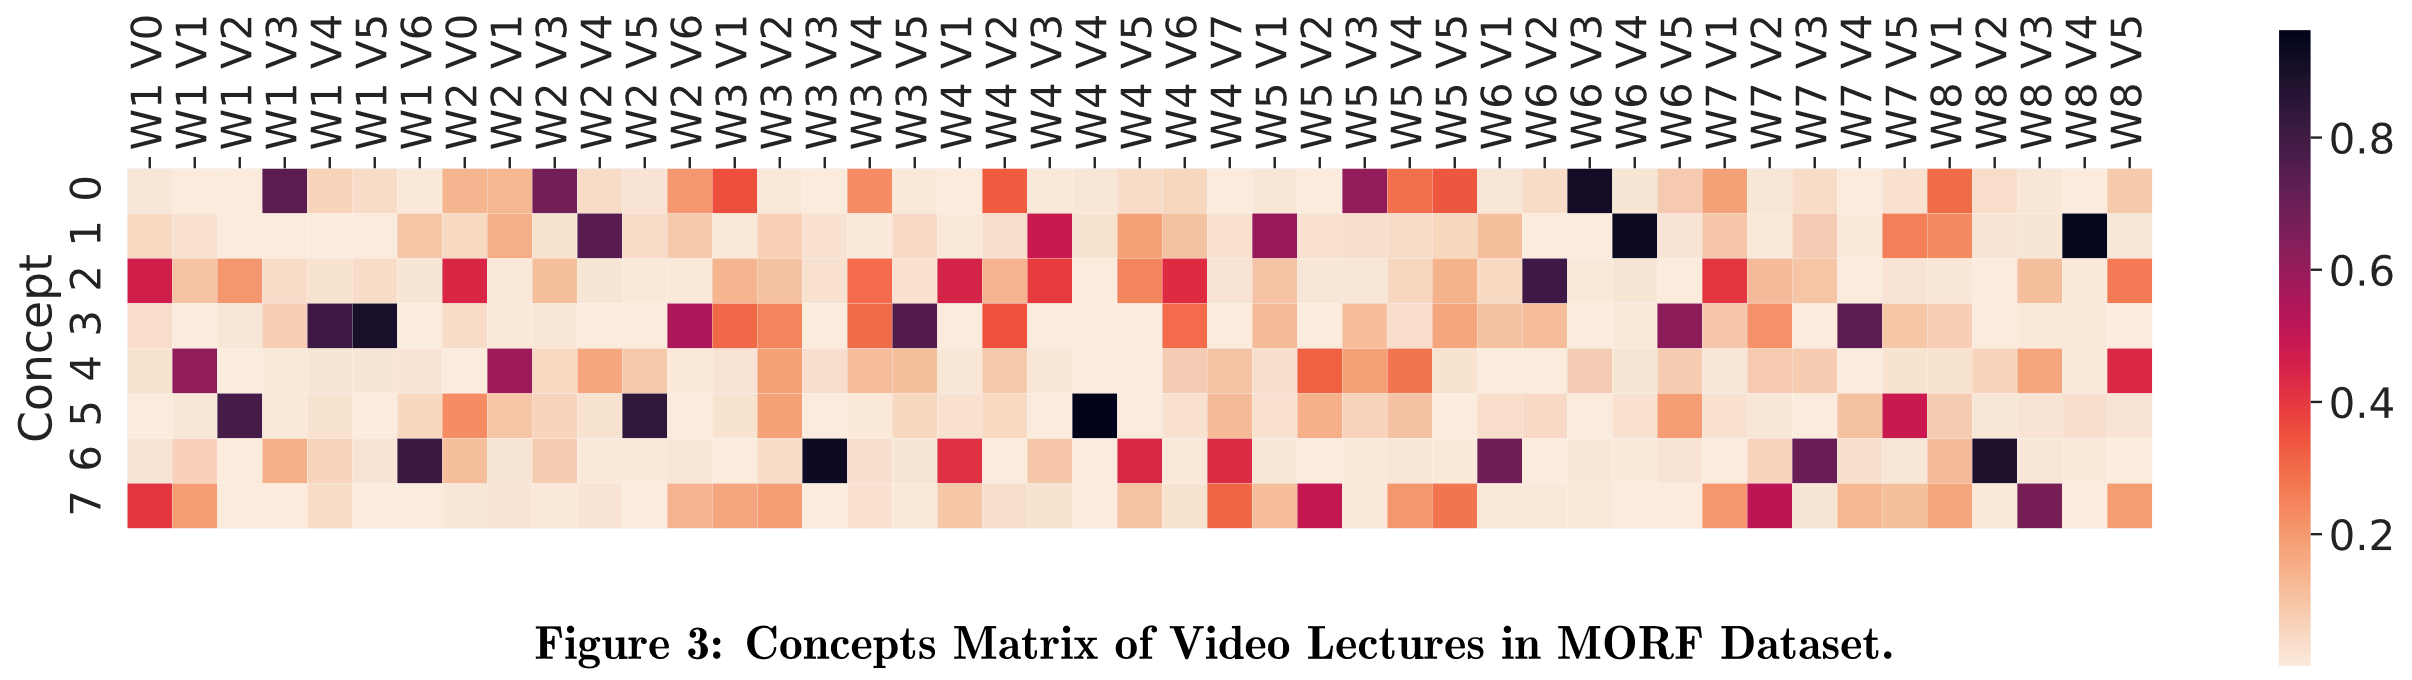 W1 V0
W1 V1
W1 V2
W1 V3
W1 V4
W1 V5
W1 V6
W2 V0
W2 V1
W2 V3
W2 V4
W2 V5
W2 V6
W3 V1
W3 V2
W3 V3
W3 V4
W3 V5
W4 V1
W4 V2
W4 V3
W4 V4
W4 V5
W4 V6
W4 V7
W5 V1
W5 V2
W5 V3
W5 V4
W5 V5
W6 V1
W6 V2
W6 V3
W6 V4
W6 V5
W7 V1
W7 V2
W7 V3
W7 V4
W7 V5
W8 V1
W8 V2
W8 V3
W8 V4
W8 V5
Concept
0
1
2
3
4
5
6
7
0.8
0.6
0.4
0.2
Figure 3: Concepts Matrix of Video Lectures in MORF Dataset.